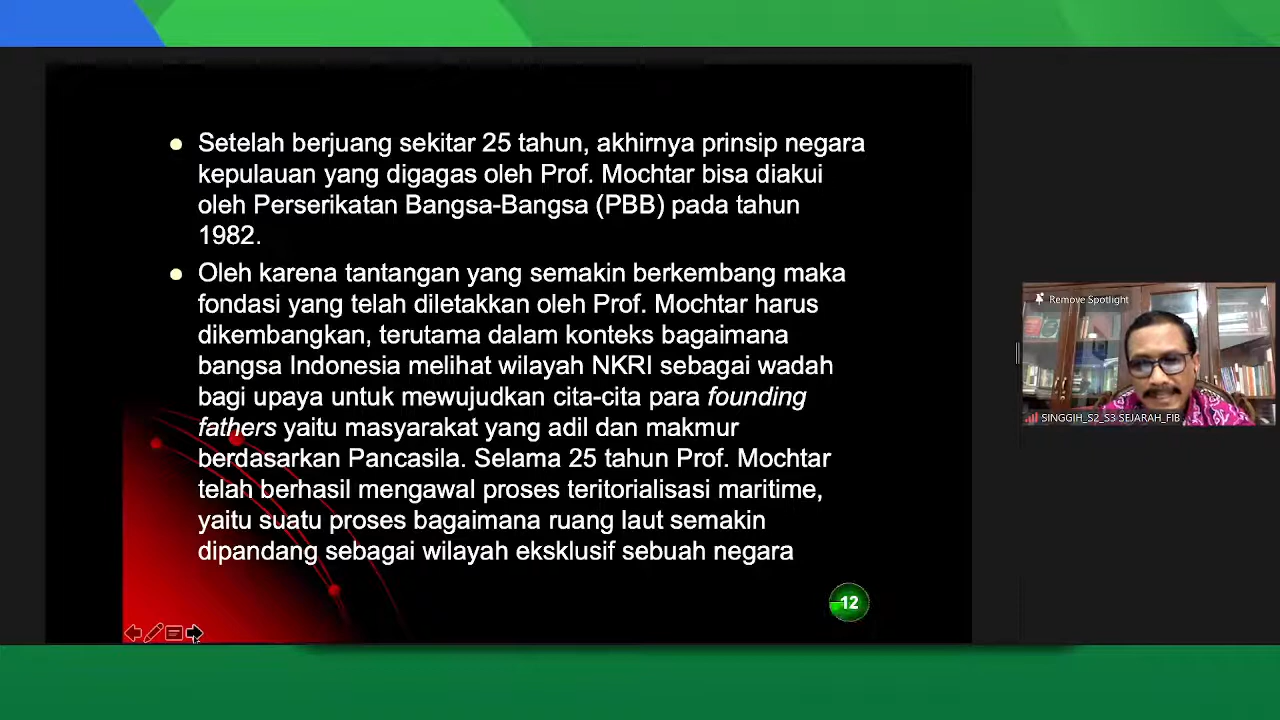 Setelah berjuang sekitar 25 tahun, akhirnya prinsip negara
kepulauan yang digagas oleh Prof. Mochtar bisa diakui
oleh Perserikatan Bangsa-Bangsa (PBB) pada tahun
1982.
Oleh karena tantangan yang semakin berkembang maka
fondasi yang telah diletakkan oleh Prof. Mochtar harus
dikembangkan, terutama dalam konteks bagaimana
bangsa Indonesia melihat wilayah NKRI sebagai wadah
bagi upaya untuk mewujudkan cita-cita para founding
fathers yaitu masyarakat yang adil dan makmur
berdasarkan Pancasila. Selama 25 tahun Prof. Mochtar
telah berhasil mengawal proses teritorialisasi maritime,
yaitu suatu proses bagaimana ruang laut semakin
dipandang sebagai wilayah eksklusif sebuah negara
12
Remove Spotlight
SINGGIH_S2_S3 SEJARAH_FIB